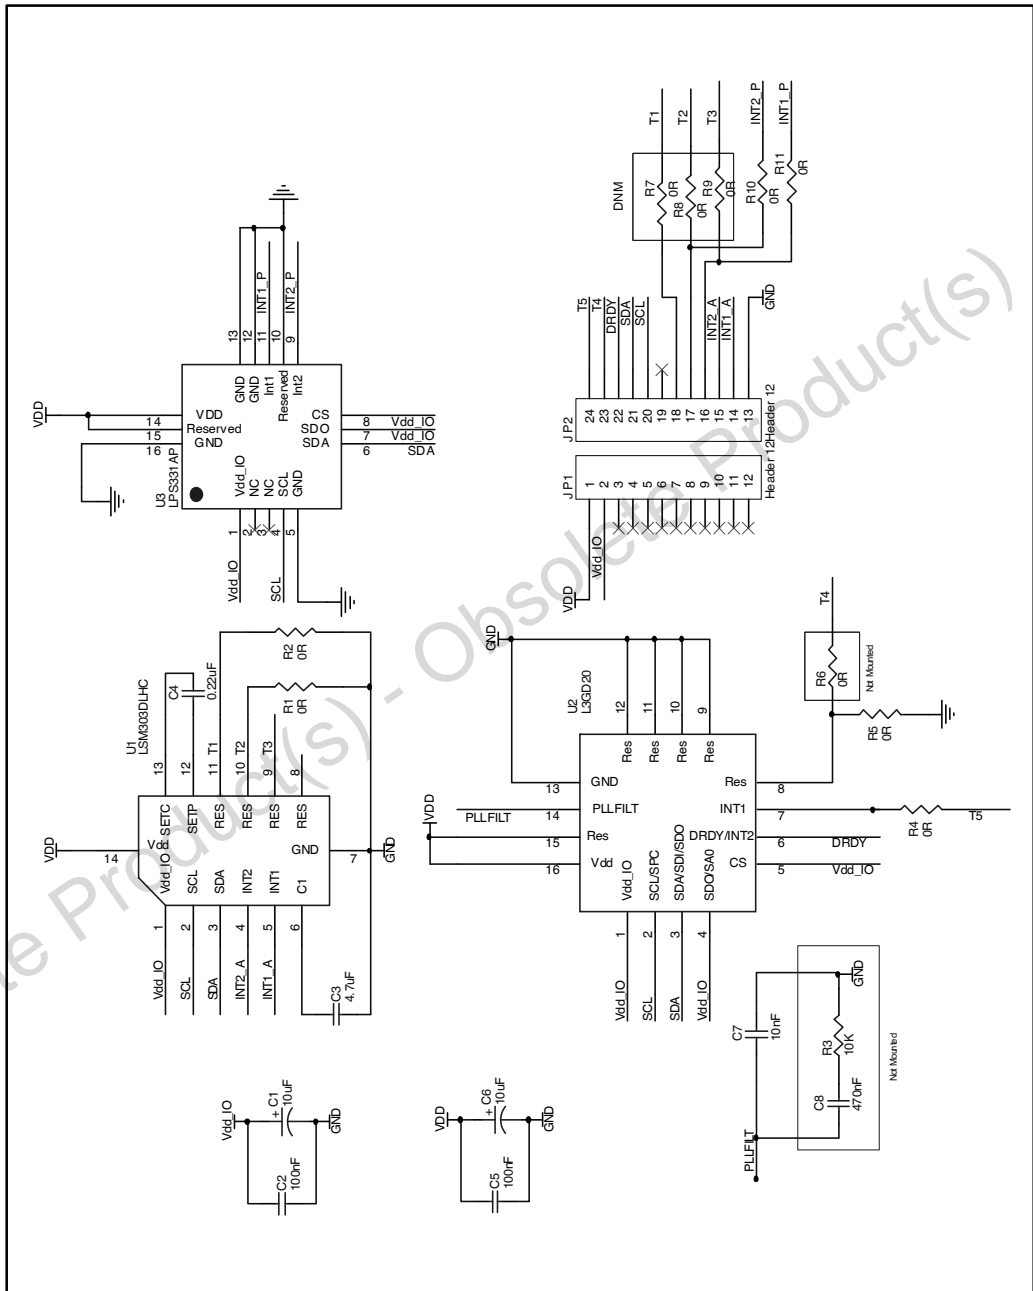 VDD
14
15
16
VDD
Reserved
GND
U3
LPS331AP
Vdd_IO
NC
NC
SCL
GND
1
2
3
4
5
Vdd_IO
SCL
13
12
11
10
9
GND
GND
Int1
Reserved
Int2
INT1_P
INT2_P
CS
SDO
SDA
8
7
6
Vdd_IO
Vdd_IO
SDA
DNM
R7
0R
R8
0R
R9
0R
R10
0R
R11
0R
T1
T2
T3
INT2_P
INT1_P
T5
T4
DRDY
SDA
SCL
INT2_A
INT1_A
GND
JP2
24
23
22
21
20
19
18
17
16
15
14
13
Header 12
JP1
1
2
3
4
5
6
7
8
9
10
11
12
Header 12
VDD
Vdd_IO
U1
LSM303DLHC
C4
0.22uF
R2
0R
R1
0R
13
12
11
10
9
8
T1
T2
T3
SETC
SETP
RES
RES
RES
RES
VDD
14
Vdd
GND
7
GND
Vdd_IO
SCL
SDA
INT2
INT1
C1
1
2
3
4
5
6
Vdd_IO
SCL
SDA
INT2_A
INT1_A
C3
4.7uF
GND
U2
L3GD20
12
11
10
9
Res
Res
Res
Res
13
14
15
16
GND
PLLFILT
Res
Vdd
PLLFILT
VDD
Res
INT1
DRDY/INT2
CS
8
7
6
5
DRDY
Vdd_IO
R4
0R
T5
R5
0R
R6
0R
Not Mounted
T4
Vdd_IO
SCL/SPC
SDA/SDI/SDO
SDO/SA0
1
2
3
4
Vdd_IO
SCL
SDA
Vdd_IO
Vdd_IO
C1
10uF
+
GND
C2
100nF
VDD
C6
10uF
+
GND
C5
100nF
C7
10nF
GND
R3
10K
C8
470nF
Not Mounted
PLLFILT
te Product(s) - Obsolete Product(s)